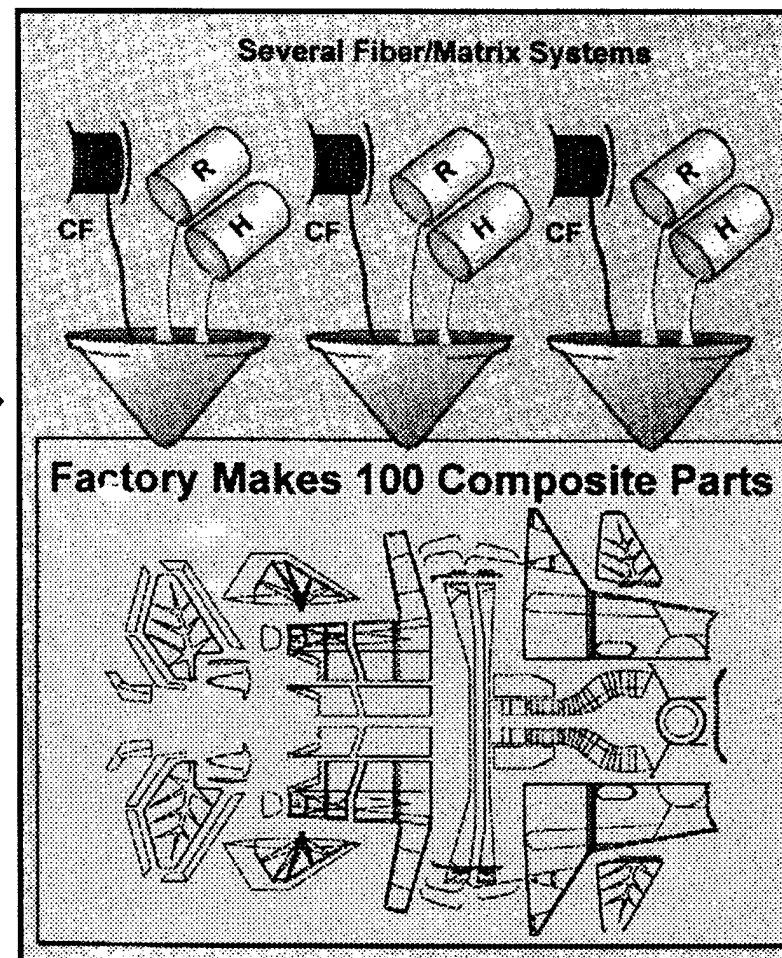 Several Fiber/Matrix Systems
R
R
R
H
H
H
CF
CF
CF
Factory Makes 100 Composite Parts